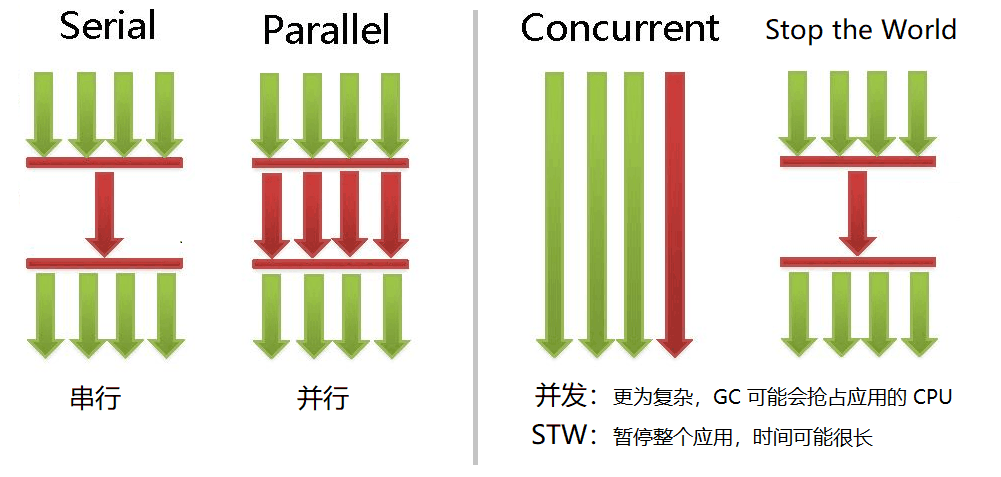 Serial
Parallel
Concurrent
Stop the World
串行
并行
并发：更为复杂，GC 可能会抢占应用的 CPU
STW：暂停整个应用，时间可能很长